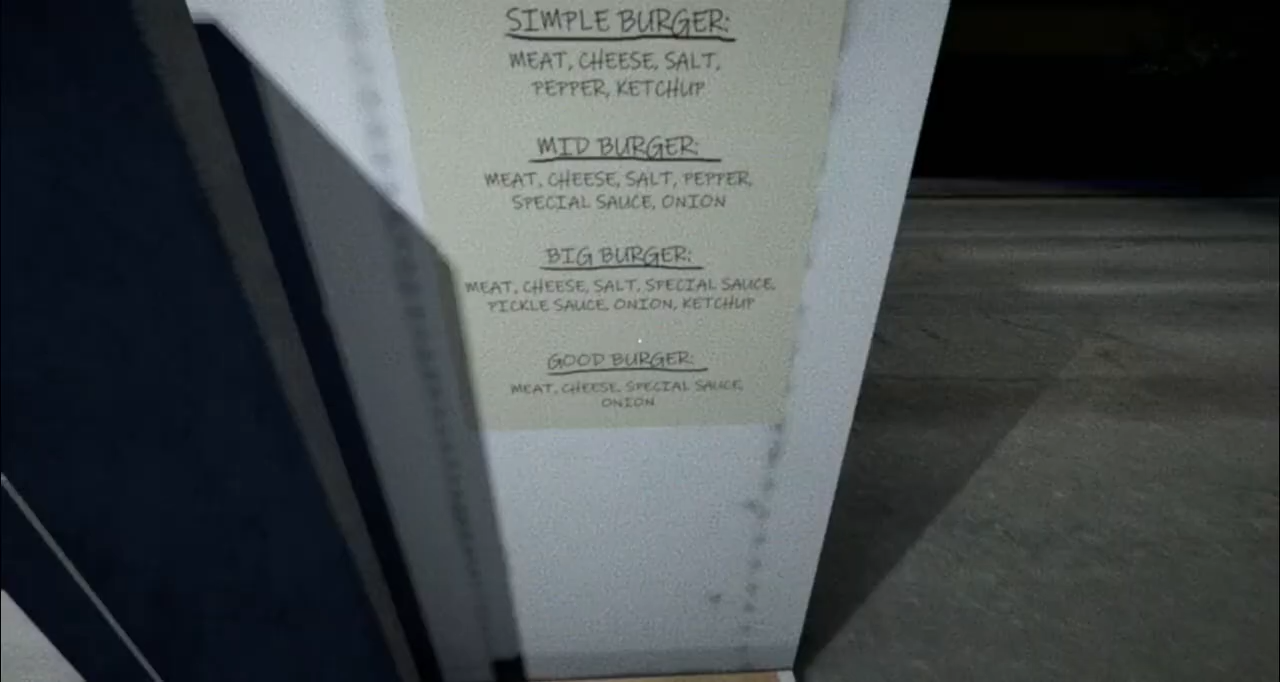 SIMPLE BURGER:
MEAT, CHEESE, SALT,
PEPPER, KETCHUP
MID BURGER:
MEAT, CHEESE, SALT, PEPPER,
SPECIAL SAUCE, ONION
BIG BURGER:
MEAT, CHEESE, SALT, SPECIAL SAUCE,
PICKLE SAUCE, ONION, KETCHUP
GOOD BURGER:
MEAT, CHEESE, SPECIAL SAUCE,
ONION